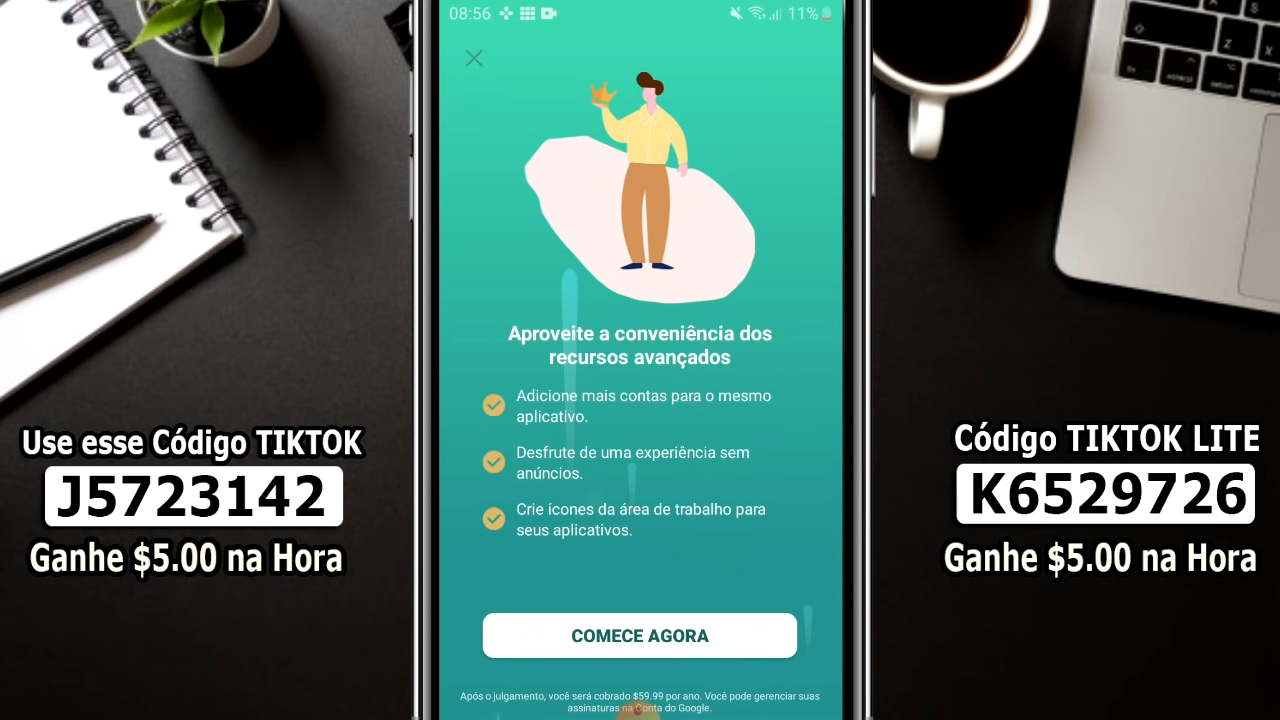 08:56
11%
Aproveite a conveniência dos
recursos avançados
Adicione mais contas para o mesmo
aplicativo.
Desfrute de uma experiência sem
anúncios.
Crie ícones da área de trabalho para
seus aplicativos.
COMECE AGORA
Após o julgamento, você será cobrado $59.99 por ano. Você pode gerenciar suas
assinaturas na Conta do Google.
Use esse Código TIKTOK
J5723142
Ganhe $5.00 na Hora
Código TIKTOK LITE
K6529726
Ganhe $5.00 na Hora